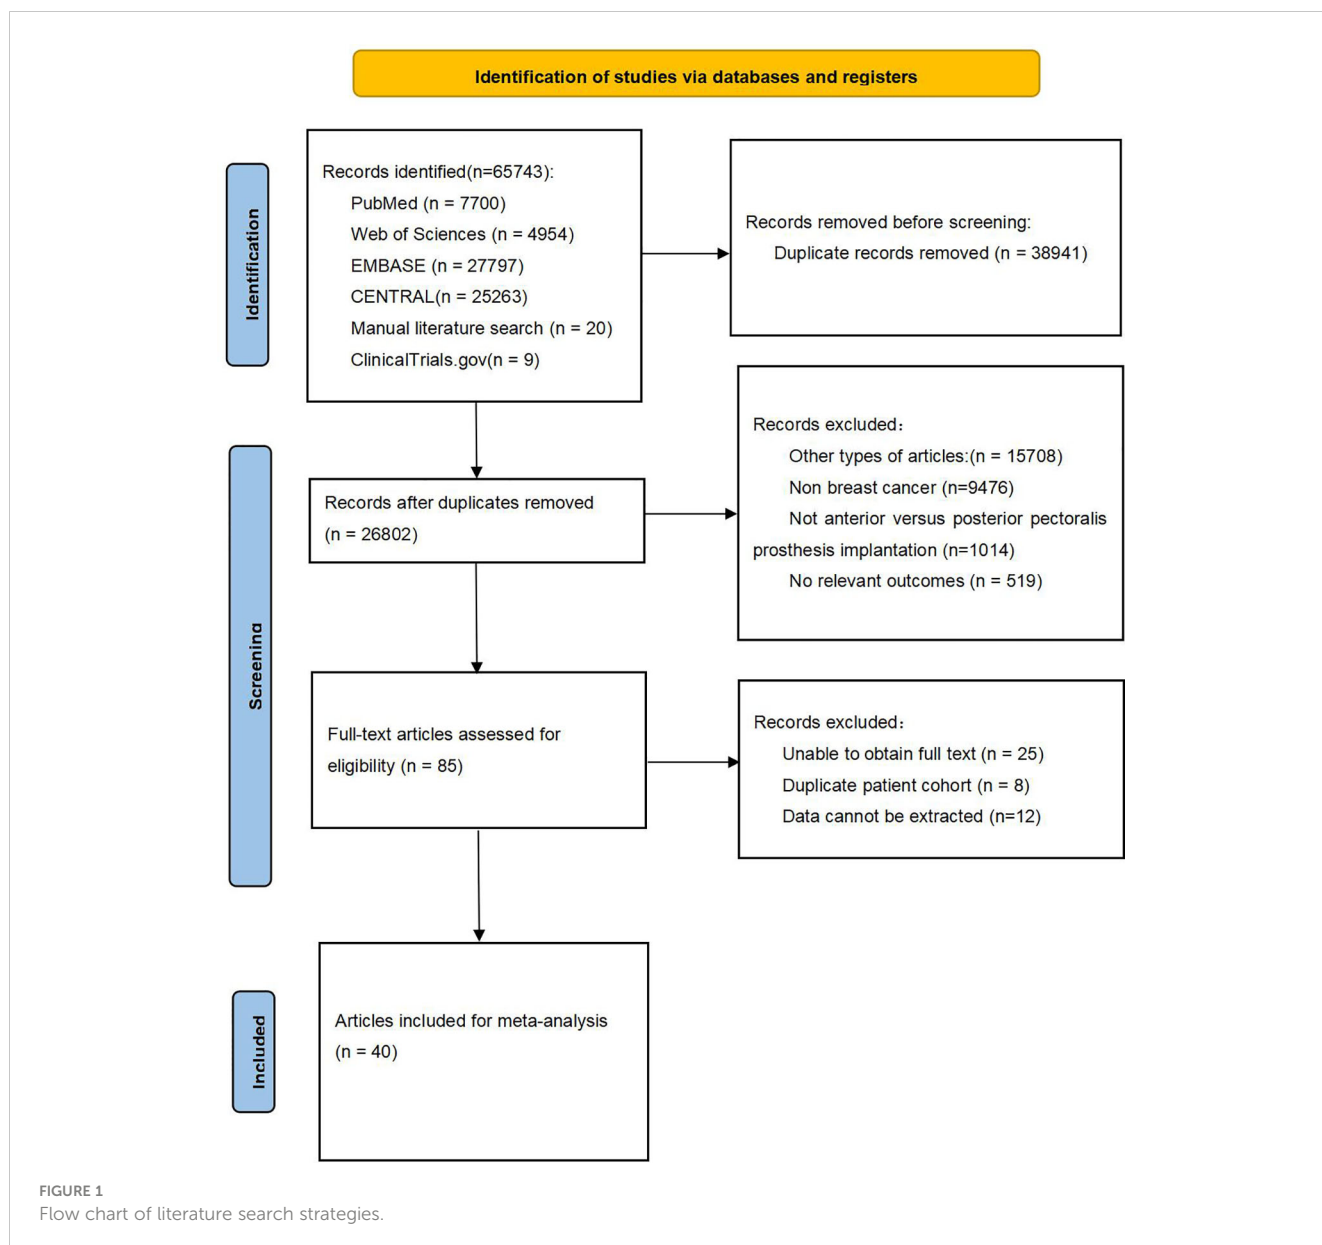 Identification of studies via databases and registers
Identification
Records identified(n=65743):
PubMed (n = 7700)
Web of Sciences (n = 4954)
EMBASE (n = 27797)
CENTRAL(n = 25263)
Manual literature search (n = 20)
ClinicalTrials.gov(n = 9)
Records removed before screening:
Duplicate records removed (n = 38941)
Screening
Records after duplicates removed
(n = 26802)
Records excluded:
Other types of articles:(n = 15708)
Non breast cancer (n=9476)
Not anterior versus posterior pectoralis
prosthesis implantation (n=1014)
No relevant outcomes (n = 519)
Full-text articles assessed for
eligibility (n = 85)
Records excluded:
Unable to obtain full text (n = 25)
Duplicate patient cohort (n = 8)
Data cannot be extracted (n=12)
Included
Articles included for meta-analysis
(n = 40)
FIGURE 1
Flow chart of literature search strategies.